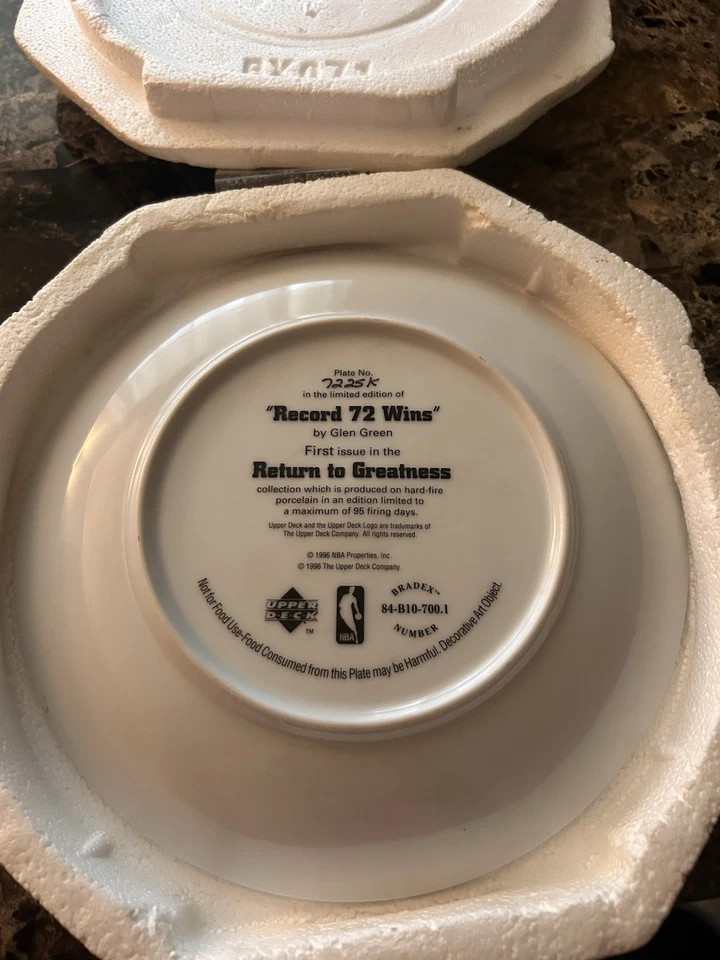 Plate No.
7225K
in the limited edition of
"Record 72 Wins"
by Glen Green
First issue in the
Return to Greatness
collection which is produced on hard-fire
porcelain in an edition limited to
a maximum of 95 firing days.
Upper Deck and the Upper Deck Logo are trademarks of
The Upper Deck Company. All rights reserved.
© 1996 NBA Properties, Inc.
© 1996 The Upper Deck Company
UPPER
DECK
TM
NBA
BRADEX™
84-B10-700.1
NUMBER
Not for Food Use-Food Consumed from this Plate may be Harmful. Decorative Art Object.